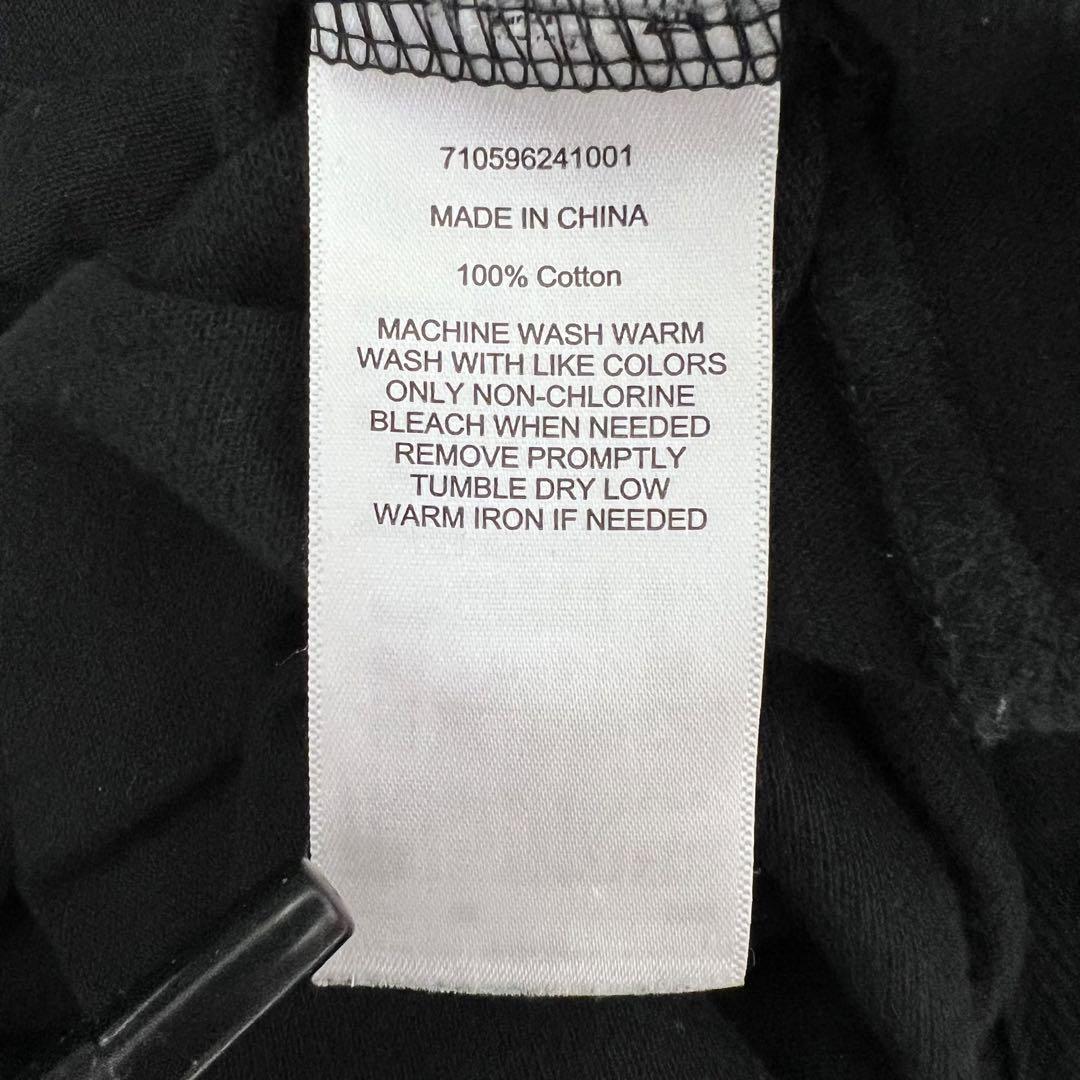 710596241001
MADE IN CHINA
100% Cotton
MACHINE WASH WARM
WASH WITH LIKE COLORS
ONLY NON-CHLORINE
BLEACH WHEN NEEDED
REMOVE PROMPTLY
TUMBLE DRY LOW
WARM IRON IF NEEDED